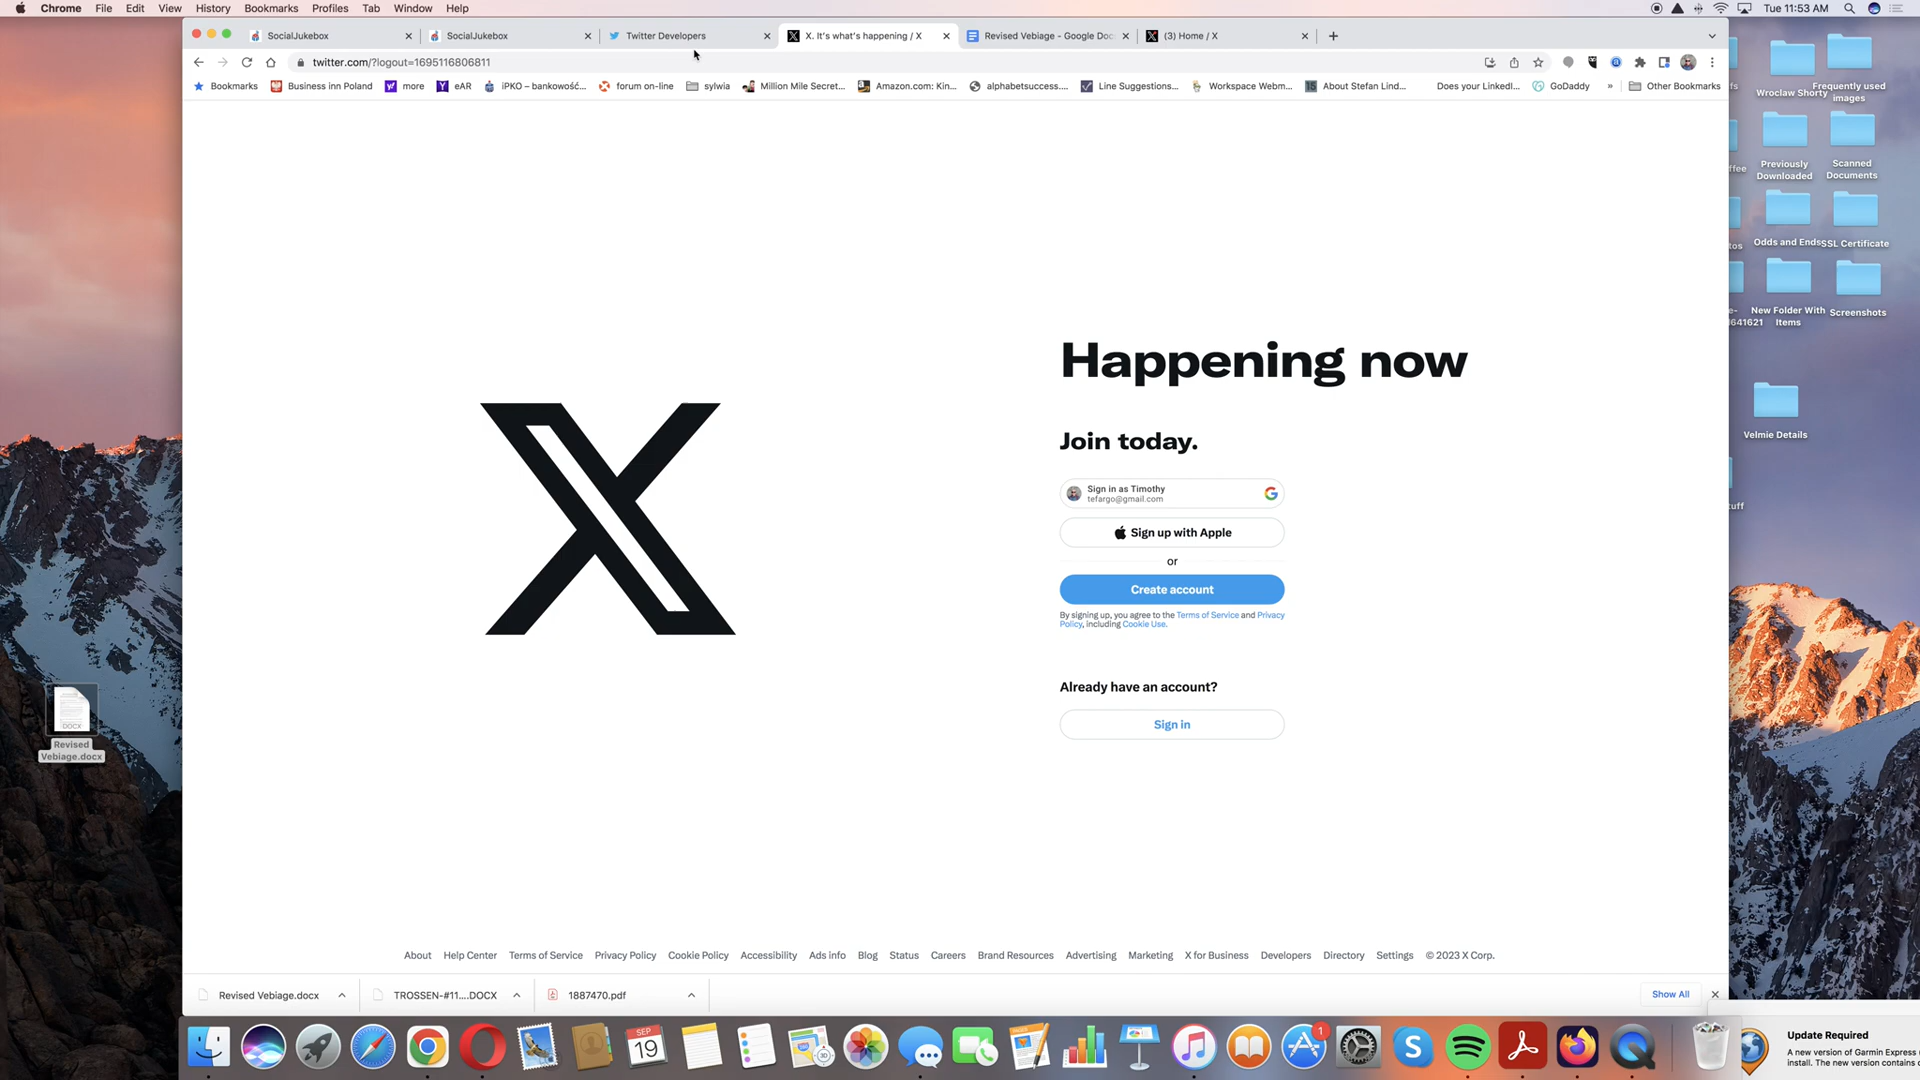 Chrome File Edit View History Bookmarks Profiles Tab Window Help
Tue 11:53 AM
SocialJukebox
SocialJukebox
Twitter Developers
X. It's what's happening / X
Revised Vebiage - Google Doc
(3) Home / X
twitter.com/?logout=1695116806811
Bookmarks
Business inn Poland
more
eAR
iPKO – bankowość...
forum on-line
sylwia
Million Mile Secret...
Amazon.com: Kin...
alphabetsuccess....
Line Suggestions...
Workspace Webm...
About Stefan Lind...
Does your LinkedI...
GoDaddy
»
Other Bookmarks
Happening now
Join today.
Sign in as Timothy
tefargo@gmail.com
Sign up with Apple
or
Create account
By signing up, you agree to the Terms of Service and Privacy
Policy, including Cookie Use.
Already have an account?
Sign in
About Help Center Terms of Service Privacy Policy Cookie Policy Accessibility Ads info Blog Status Careers Brand Resources Advertising Marketing X for Business Developers Directory Settings © 2023 X Corp.
Revised Vebiage.docx
TROSSEN-#11....DOCX
1887470.pdf
Show All
Wroclaw Shorty
Frequently used
images
Previously
Downloaded
Scanned
Documents
Odds and Ends
SSL Certificate
New Folder With
Items
Screenshots
641621
Velmie Details
DOCX
Revised
Vebiage.docx
SEP
19
30
1
Update Required
A new version of Garmin Express
install. The new version contains